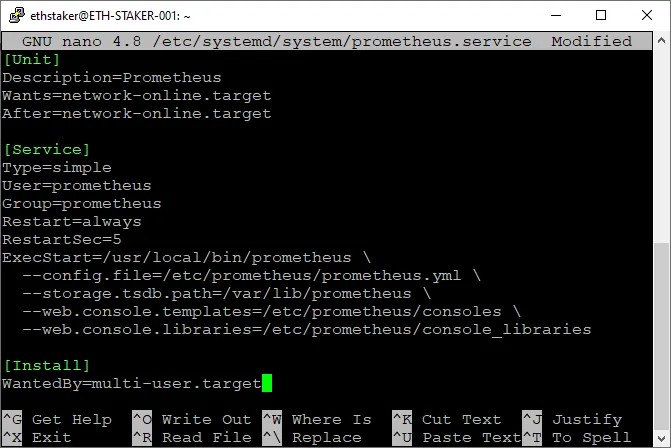 ethstaker@ETH-STAKER-001: ~
GNU nano 4.8 /etc/systemd/system/prometheus.service Modified
[Unit]
Description=Prometheus
Wants=network-online.target
After=network-online.target
[Service]
Type=simple
User=prometheus
Group=prometheus
Restart=always
RestartSec=5
ExecStart=/usr/local/bin/prometheus \
--config.file=/etc/prometheus/prometheus.yml \
--storage.tsdb.path=/var/lib/prometheus \
--web.console.templates=/etc/prometheus/consoles \
--web.console.libraries=/etc/prometheus/console_libraries
[Install]
WantedBy=multi-user.target
^G Get Help ^O Write Out ^W Where Is ^K Cut Text ^J Justify
^X Exit ^R Read File ^\ Replace ^U Paste Text ^T To Spell